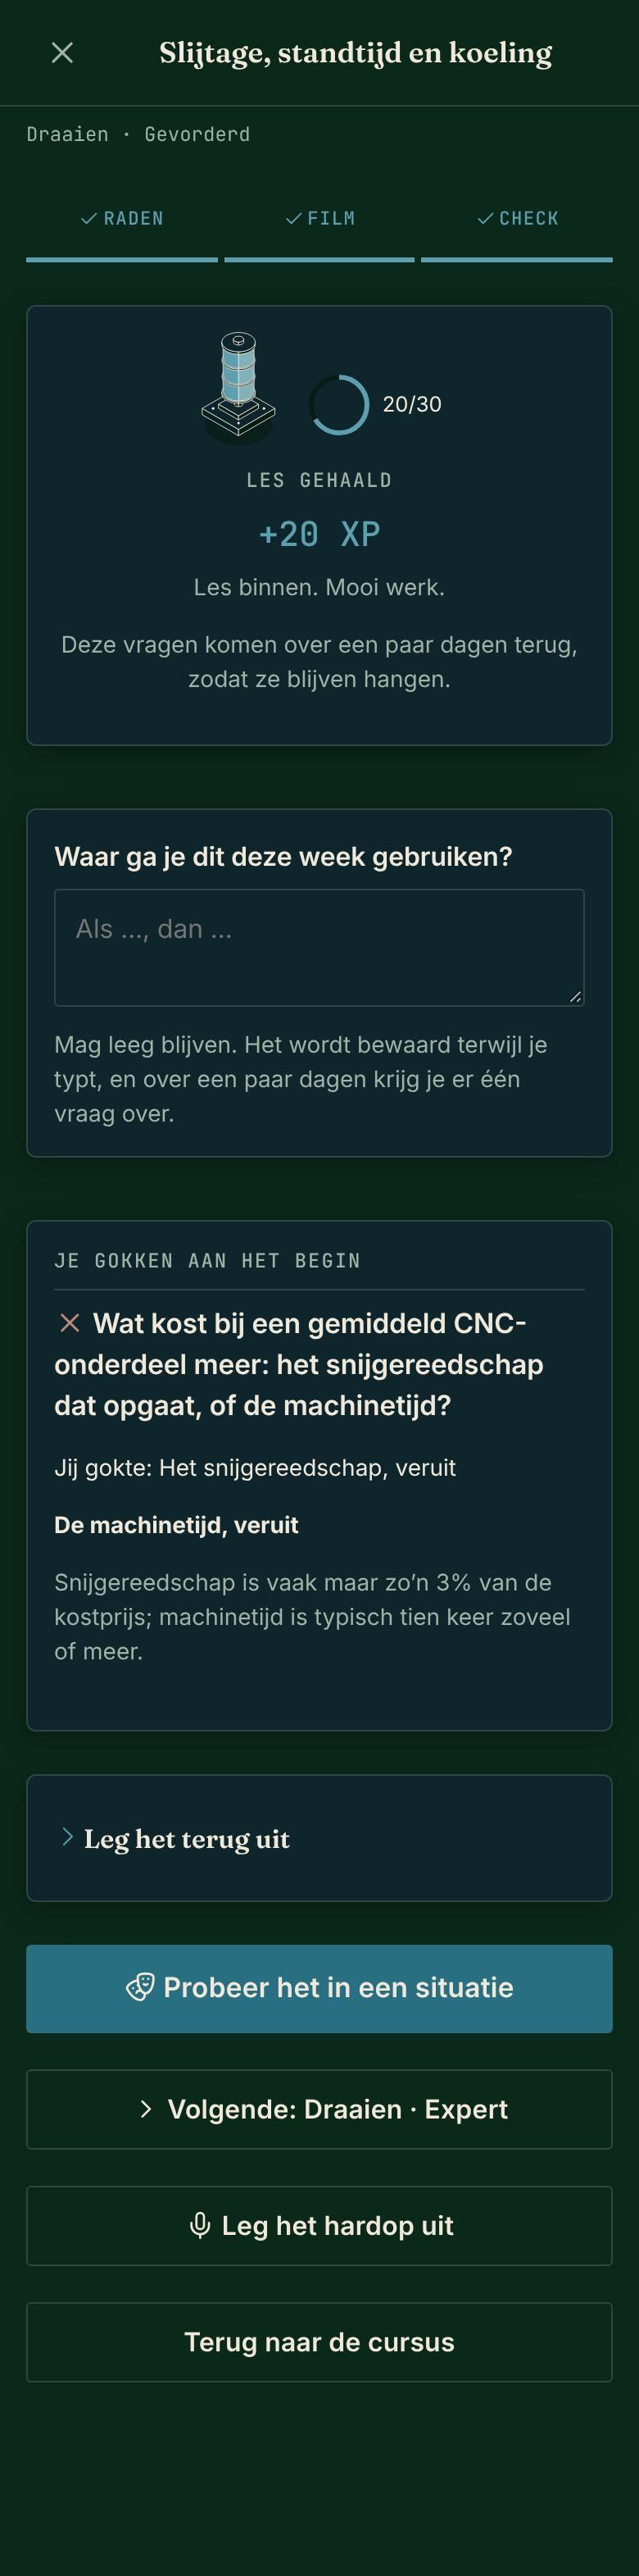 Slijtage, standtijd en koeling
Draaien · Gevorderd
RADEN
FILM
CHECK
20/30
LES GEHAALD
+20 XP
Les binnen. Mooi werk.
Deze vragen komen over een paar dagen terug,
zodat ze blijven hangen.
Waar ga je dit deze week gebruiken?
Als …, dan …
Mag leeg blijven. Het wordt bewaard terwijl je
typt, en over een paar dagen krijg je er één
vraag over.
JE GOKKEN AAN HET BEGIN
Wat kost bij een gemiddeld CNC-
onderdeel meer: het snijgereedschap
dat opgaat, of de machinetijd?
Jij gokte: Het snijgereedschap, veruit
De machinetijd, veruit
Snijgereedschap is vaak maar zo’n 3% van de
kostprijs; machinetijd is typisch tien keer zoveel
of meer.
Leg het terug uit
Probeer het in een situatie
Volgende: Draaien · Expert
Leg het hardop uit
Terug naar de cursus